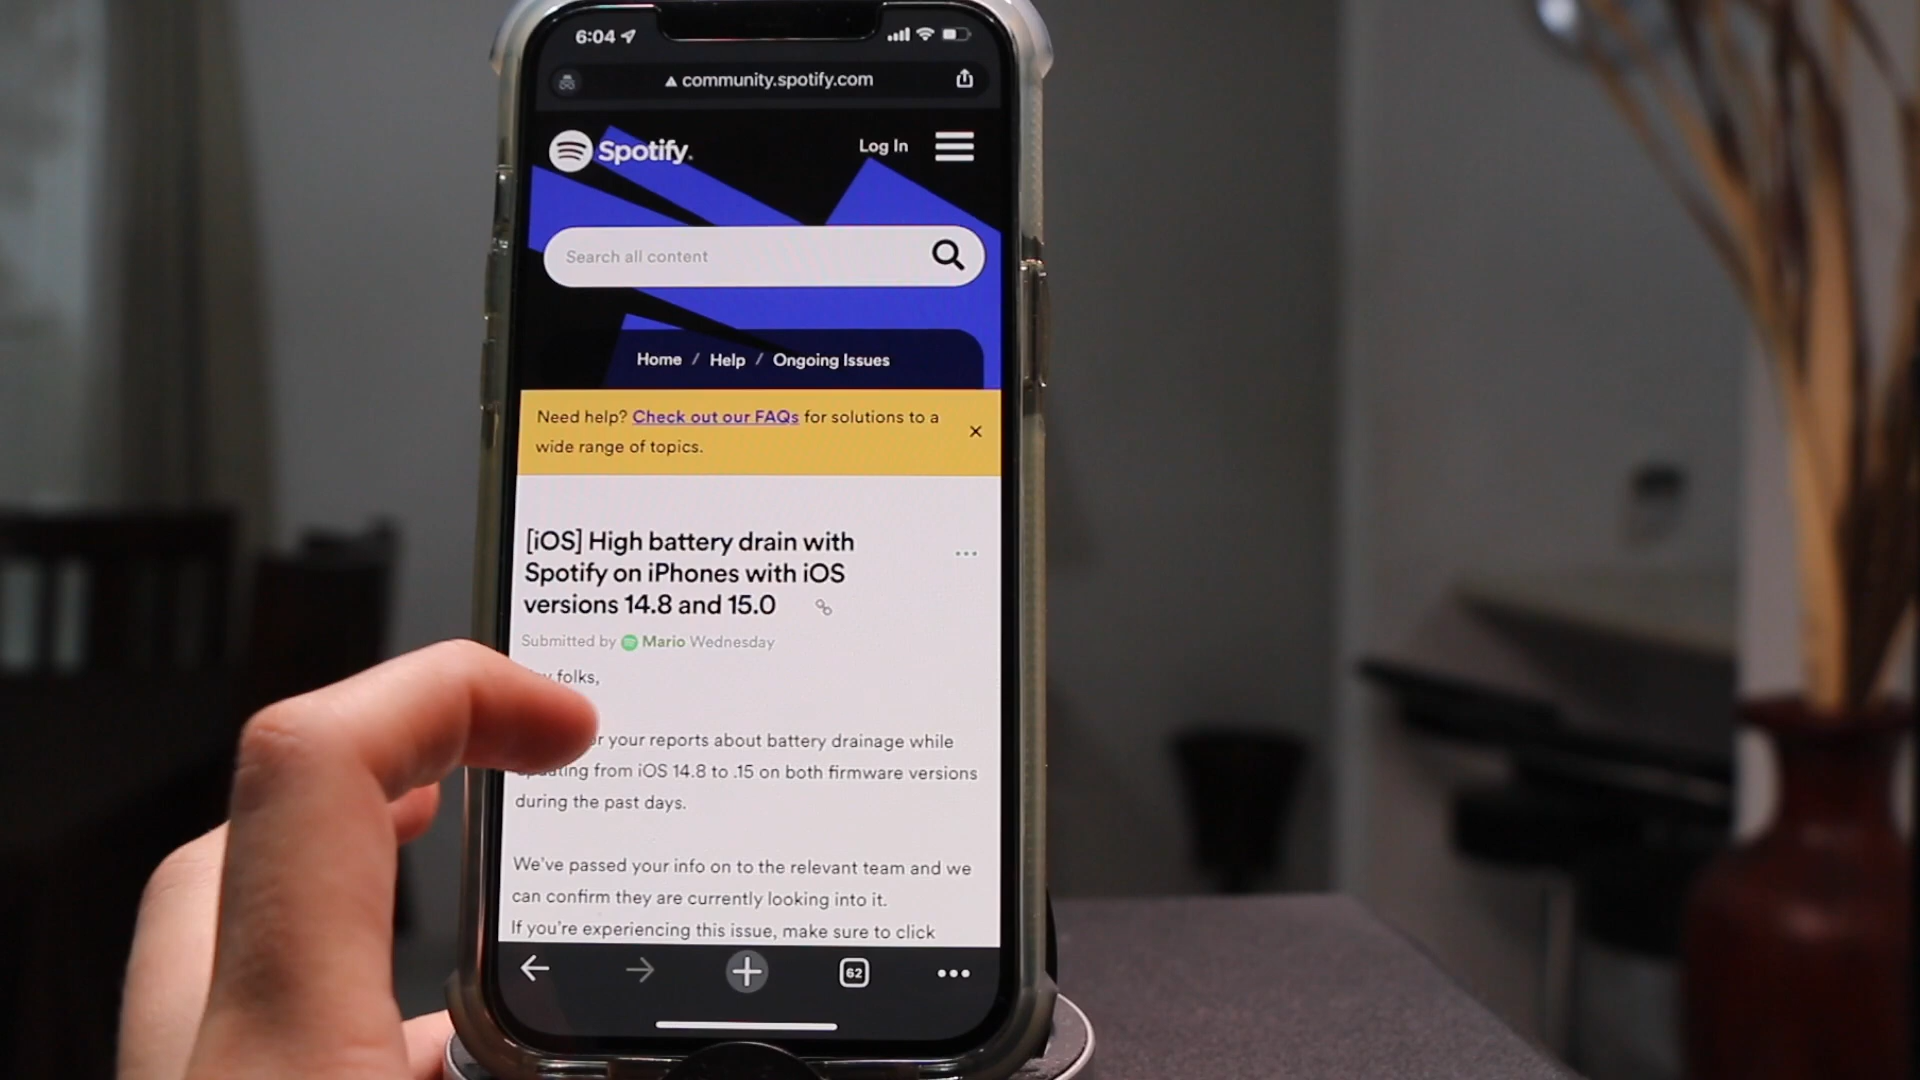 6:04
community.spotify.com
Spotify
Log In
Search all content
Home / Help / Ongoing Issues
Need help? Check out our FAQs for solutions to a
wide range of topics.
[iOS] High battery drain with
Spotify on iPhones with iOS
versions 14.8 and 15.0
Submitted by Mario Wednesday
folks,
your reports about battery drainage while
from iOS 14.8 to .15 on both firmware versions
during the past days.
We've passed your info on to the relevant team and we
can confirm they are currently looking into it.
If you're experiencing this issue, make sure to click
62